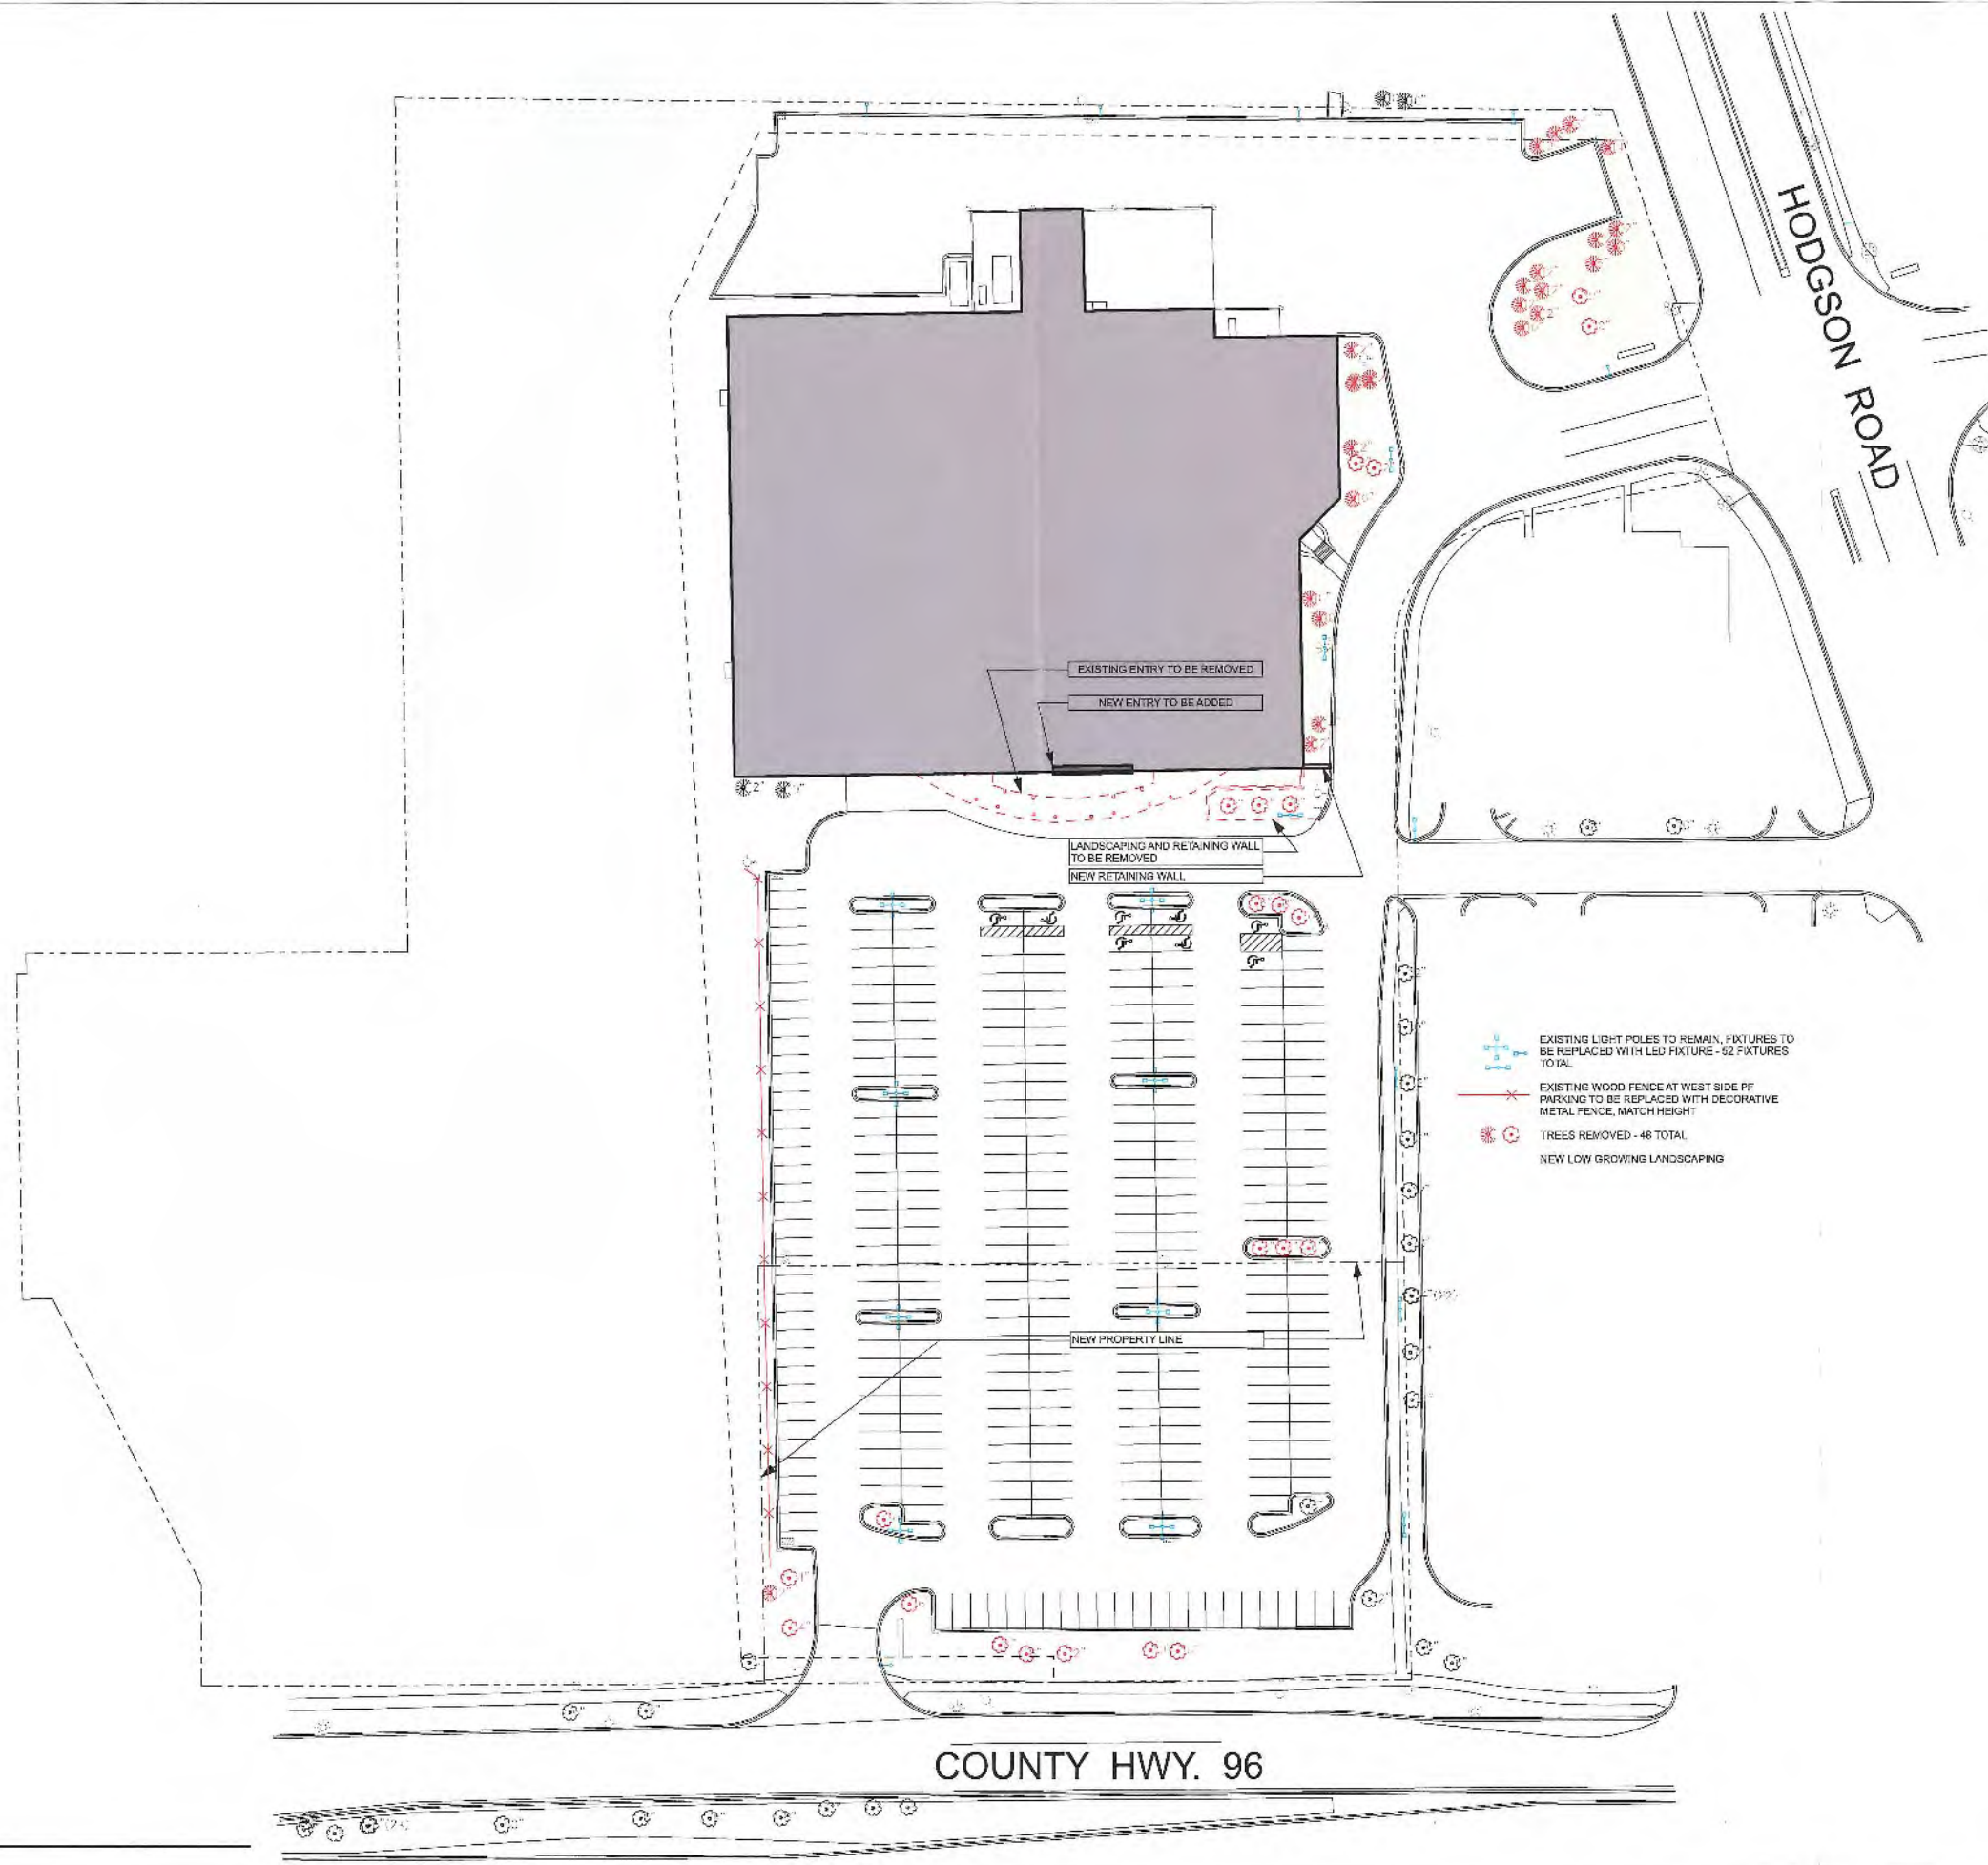 HODGSON ROAD
EXISTING ENTRY TO BE REMOVED
NEW ENTRY TO BE ADDED
LANDSCAPING AND RETAINING WALL
TO BE REMOVED
NEW RETAINING WALL
EXISTING LIGHT POLES TO REMAIN, FIXTURES TO
BE REPLACED WITH LED FIXTURE - 52 FIXTURES
TOTAL
EXISTING WOOD FENCE AT WEST SIDE PF
PARKING TO BE REPLACED WITH DECORATIVE
METAL FENCE, MATCH HEIGHT
TREES REMOVED - 48 TOTAL
NEW LOW GROWING LANDSCAPING
NEW PROPERTY LINE
COUNTY HWY. 96